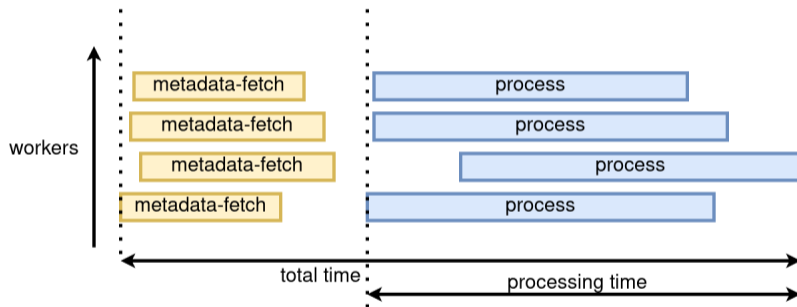 metadata-fetch process
metadata-fetch process
workers
metadata-fetch process
metadata-fetch process
total time
processing time